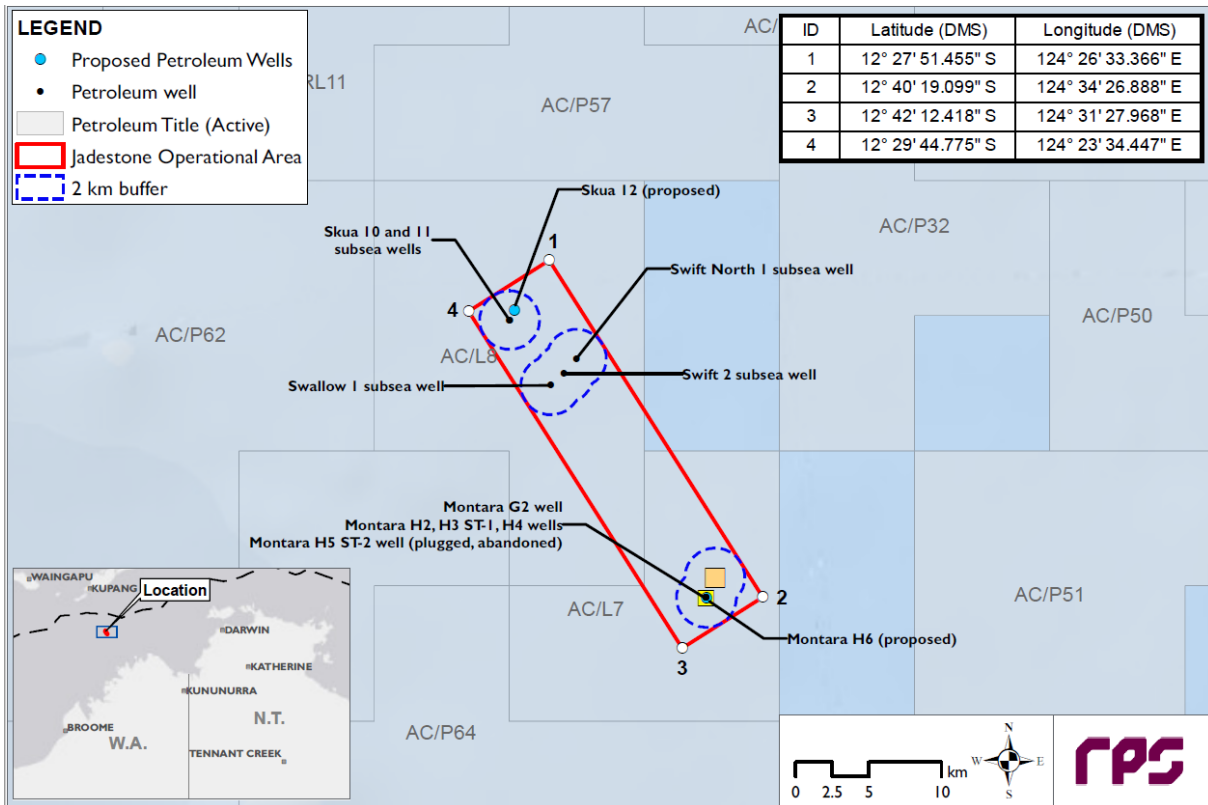 LEGEND
Proposed Petroleum Wells
Petroleum well
Petroleum Title (Active)
Jadestone Operational Area
2 km buffer
ID Latitude (DMS) Longitude (DMS)
1 12° 27' 51.455" S 124° 26' 33.366" E
2 12° 40' 19.099" S 124° 34' 26.888" E
3 12° 42' 12.418" S 124° 31' 27.968" E
4 12° 29' 44.775" S 124° 23' 34.447" E
AC/
RL11
AC/P57
Skua 12 (proposed)
AC/P32
Skua 10 and 11
subsea wells
1
Swift North 1 subsea well
4
AC/P62
AC/P50
AC/L8
Swallow 1 subsea well
Swift 2 subsea well
Montara G2 well
Montara H2, H3 ST-1, H4 wells
Montara H5 ST-2 well (plugged, abandoned)
AC/L7
2
AC/P51
Montara H6 (proposed)
3
AC/P64
WAINGAPU
KUPANG
Location
DARWIN
KATHERINE
KUNUNURRA
N.T.
BROOME
W.A.
TENNANT CREEK
km
0 2.5 5 10
N
W E
S
rps